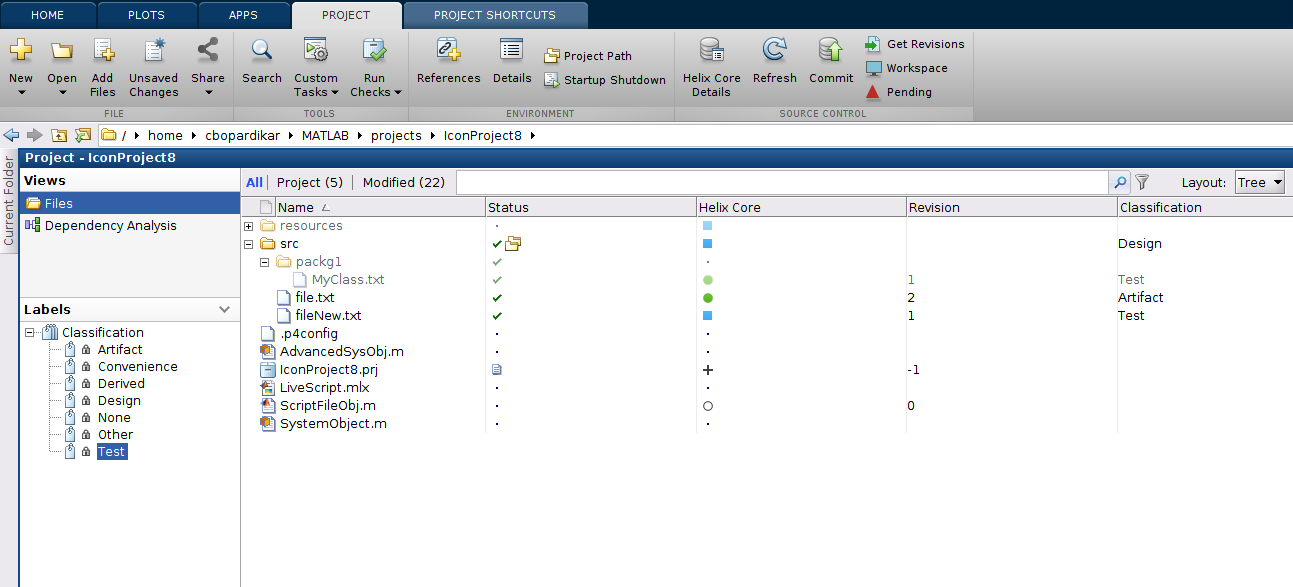 HOME PLOTS APPS PROJECT PROJECT SHORTCUTS
New Open Add Files Unsaved Changes Share
FILE
Search Custom Tasks Run Checks
TOOLS
References Details Project Path
Startup Shutdown
ENVIRONMENT
Helix Core Details Refresh Commit Get Revisions
Workspace
Pending
SOURCE CONTROL
/ home cbopardikar MATLAB projects IconProject8
Current Folder
Project - IconProject8
Views
Files
Dependency Analysis
Labels
Classification
Artifact
Convenience
Derived
Design
None
Other
Test
All Project (5) Modified (22) Layout: Tree
Name Status Helix Core Revision Classification
resources
src Design
packg1
MyClass.txt 1 Test
file.txt 2 Artifact
fileNew.txt 1 Test
.p4config
AdvancedSysObj.m
IconProject8.prj -1
LiveScript.mlx
ScriptFileObj.m 0
SystemObject.m